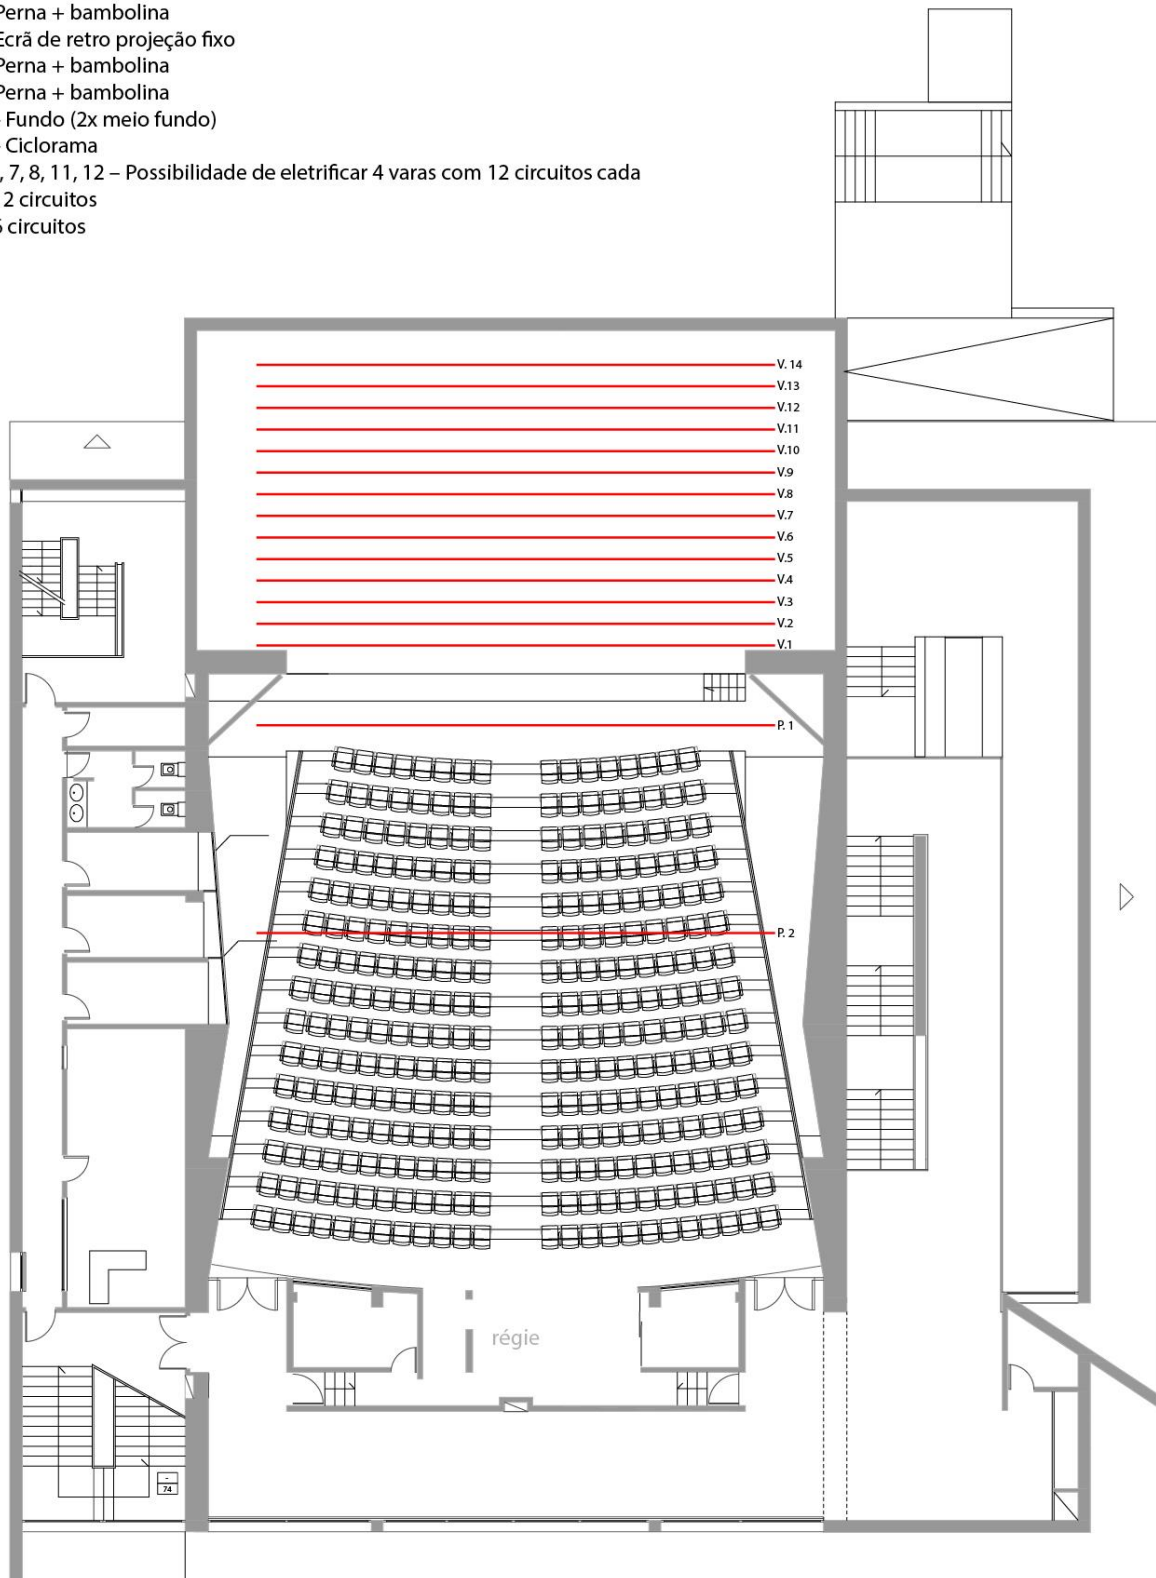 Perna + bambolina
Ecrã de retro projeção fixo
Perna + bambolina
Perna + bambolina
Fundo (2x meio fundo)
Ciclorama
, 7, 8, 11, 12 – Possibilidade de eletrificar 4 varas com 12 circuitos cada
2 circuitos
circuitos
V. 14
V.13
V.12
V.11
V.10
V.9
V.8
V.7
V.6
V.5
V.4
V.3
V.2
V.1
P. 1
P. 2
régie
-
74